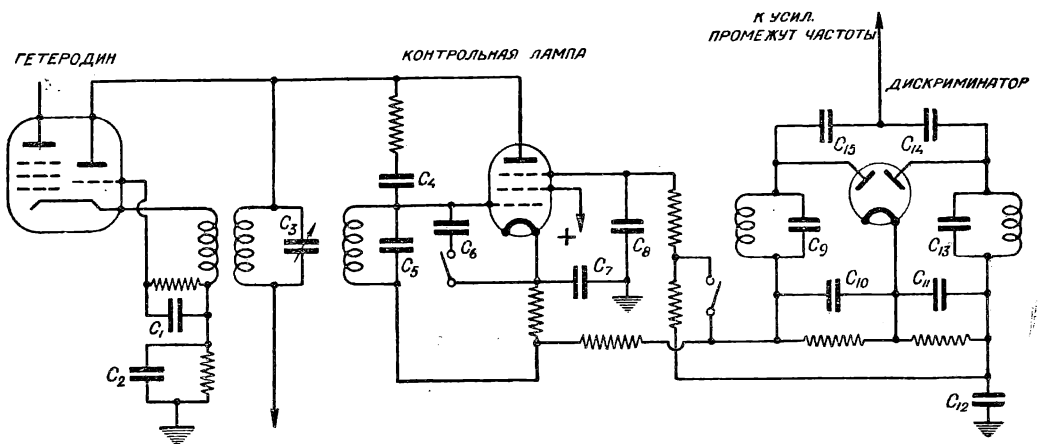 ГЕТЕРОДИН
КОНТРОЛЬНАЯ ЛАМПА
К УСИЛ.
ПРОМЕЖУТ ЧАСТОТЫ
ДИСКРИМИНАТОР
C15
C14
C4
C3
C6
C5
C8
C9
C13
C7
C10
C11
C1
C2
C12
+